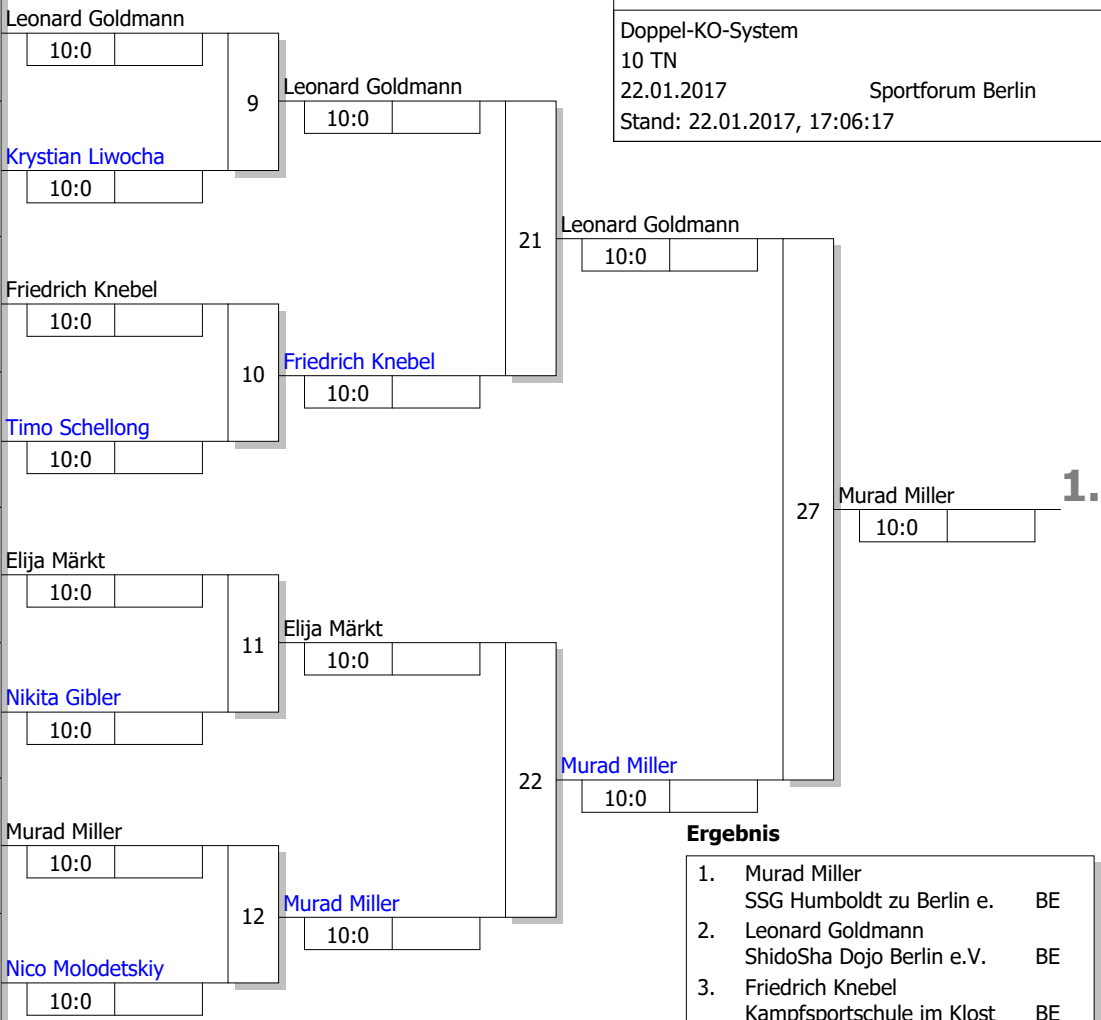 Leonard Goldmann
10:0
9
Krystian Liwocha
10:0
Friedrich Knebel
10:0
10
Timo Schellong
10:0
Elija Märkt
10:0
11
Nikita Gibler
10:0
Murad Miller
10:0
12
Nico Molodetskiy
10:0
Leonard Goldmann
10:0
21
Friedrich Knebel
10:0
Elija Märkt
10:0
22
Murad Miller
10:0
Leonard Goldmann
10:0
27
Murad Miller
10:0
Murad Miller 1.
10:0
Doppel-KO-System
10 TN
22.01.2017 Sportforum Berlin
Stand: 22.01.2017, 17:06:17
Ergebnis
1. Murad Miller
SSG Humboldt zu Berlin e. BE
2. Leonard Goldmann
ShidoSha Dojo Berlin e.V. BE
3. Friedrich Knebel
Kampfsportschule im Klost BE